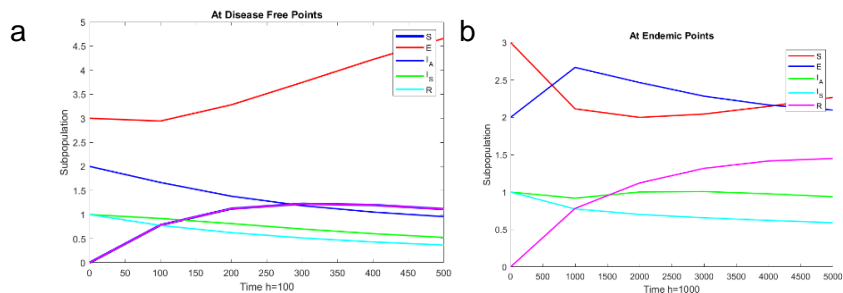 a
At Disease Free Points
Subpopulation
5
4.5
4
3.5
3
2.5
2
1.5
1
0.5
0
0 50 100 150 200 250 300 350 400 450 500
Time h=100
S
E
I_A
I_S
R
b
At Endemic Points
Subpopulation
3
2.5
2
1.5
1
0.5
0
0 500 1000 1500 2000 2500 3000 3500 4000 4500 5000
Time h=1000
S
E
I_A
I_S
R